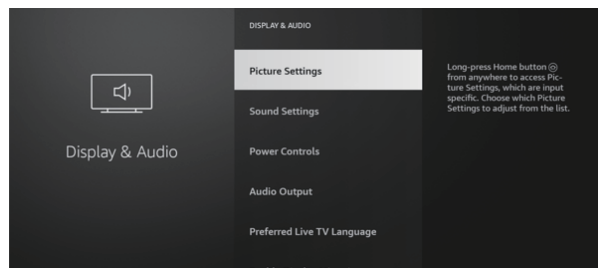 DISPLAY & AUDIO
Display & Audio
Picture Settings
Sound Settings
Power Controls
Audio Output
Preferred Live TV Language
Long-press Home button
from anywhere to access Pic-
ture Settings, which are input
specific. Choose which Picture
Settings to adjust from the list.